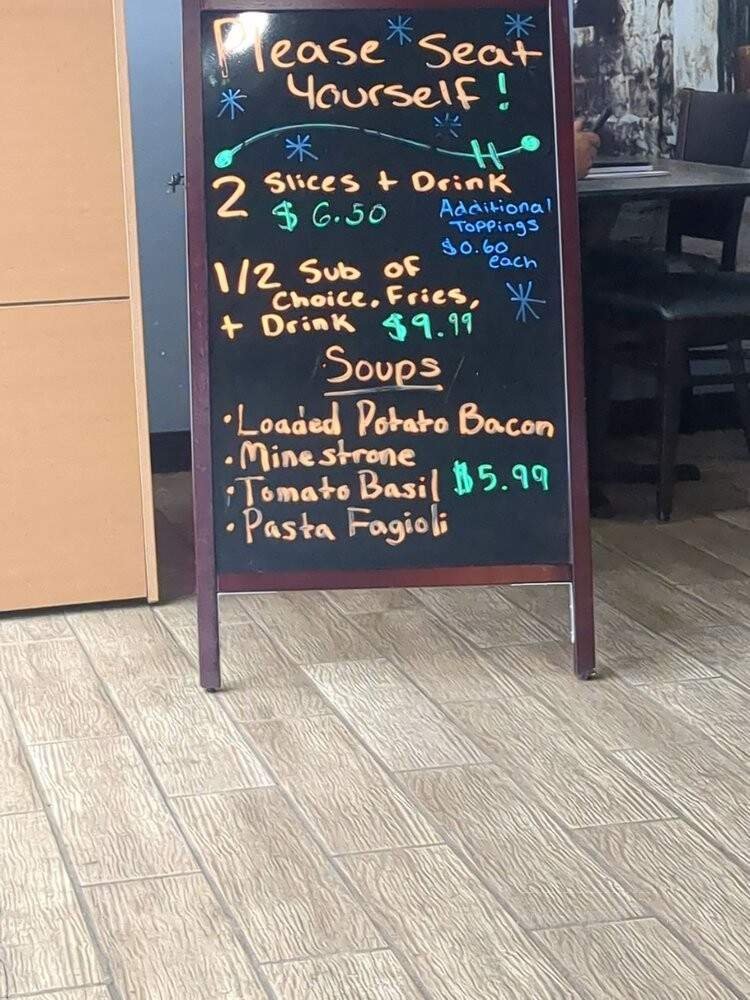 Please Seat
Yourself!
2 Slices + Drink
$6.50
Additional
Toppings
$0.60
each
1/2 Sub of
Choice, Fries,
+ Drink $9.99
Soups
• Loaded Potato Bacon
• Minestrone
• Tomato Basil $5.99
• Pasta Fagioli